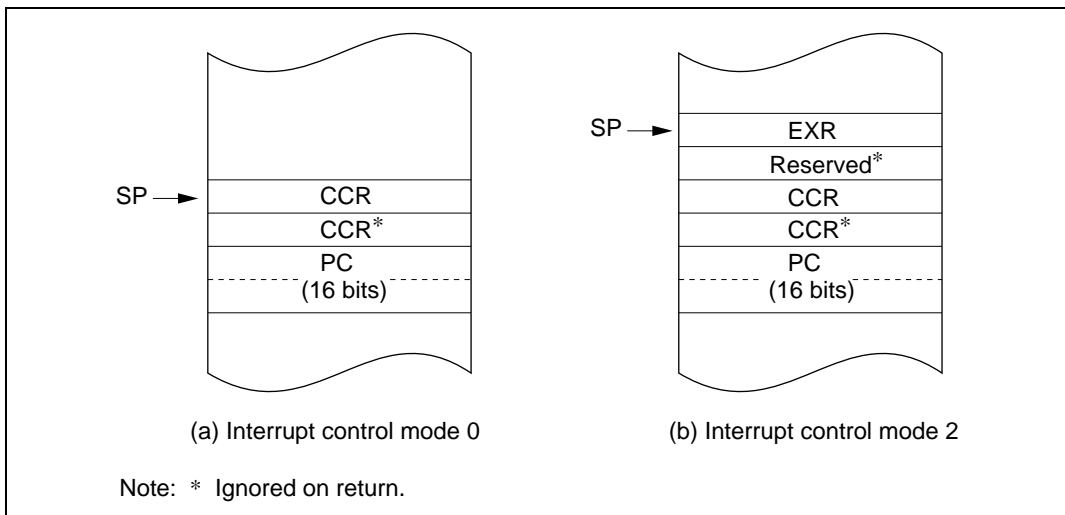 SP
CCR
CCR*
PC
(16 bits)
(a) Interrupt control mode 0
SP
EXR
Reserved*
CCR
CCR*
PC
(16 bits)
(b) Interrupt control mode 2
Note: * Ignored on return.